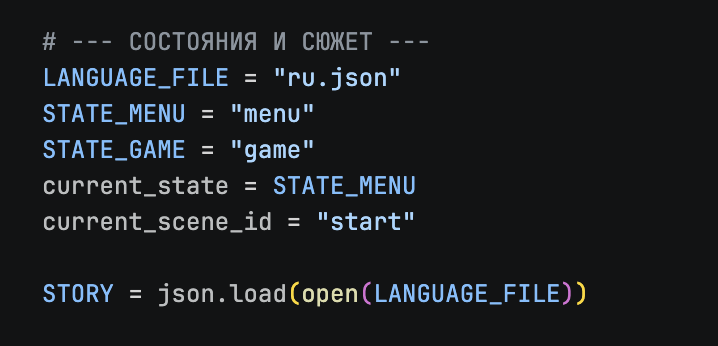 # --- СОСТОЯНИЯ И СЮЖЕТ ---
LANGUAGE_FILE = "ru.json"
STATE_MENU = "menu"
STATE_GAME = "game"
current_state = STATE_MENU
current_scene_id = "start"
STORY = json.load(open(LANGUAGE_FILE))